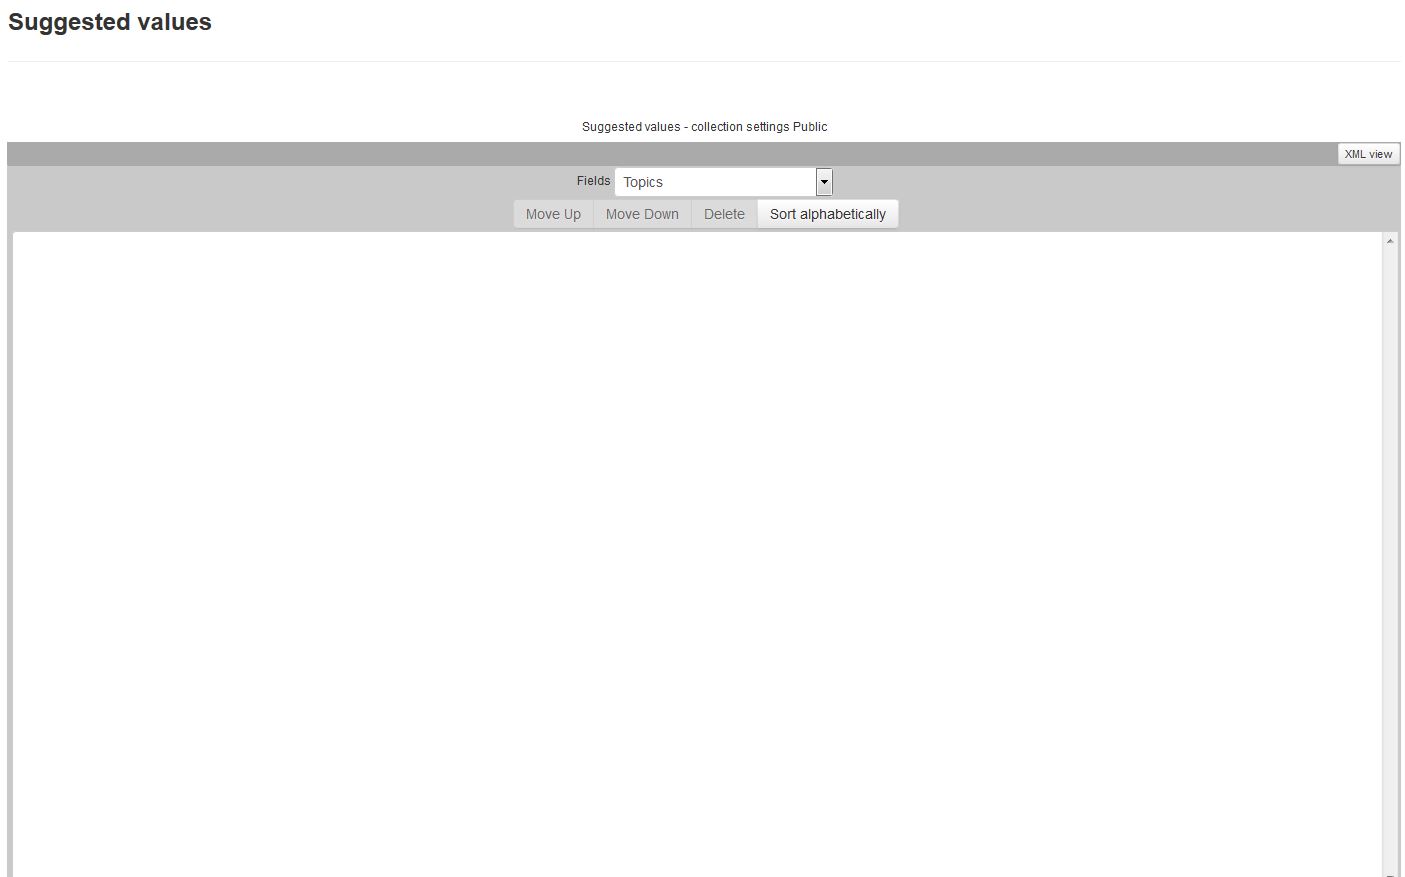 Suggested values
Suggested values - collection settings Public
XML view
Fields Topics
Move Up Move Down Delete Sort alphabetically